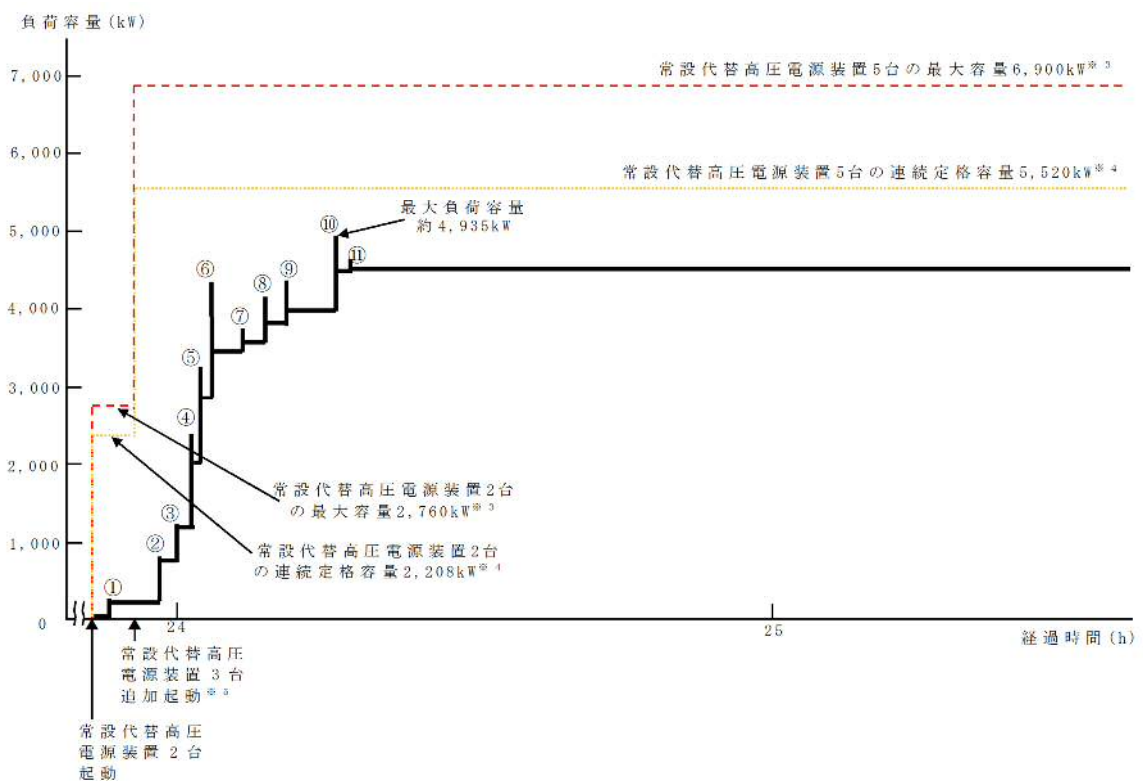 負荷容量(kW)
7,000
6,000
5,000
4,000
3,000
2,000
1,000
0
常設代替高圧電源装置5台の最大容量6,900kW※3
常設代替高圧電源装置5台の連続定格容量5,520kW※4
最大負荷容量
約4,935kW
⑩
⑪
⑨
⑧
⑦
⑥
⑤
④
③
②
①
常設代替高圧電源装置2台
の最大容量2,760kW※3
常設代替高圧電源装置2台
の連続定格容量2,208kW※4
24
25
経過時間(h)
常設代替高圧
電源装置3台
追加起動※5
常設代替高圧
電源装置2台
起動